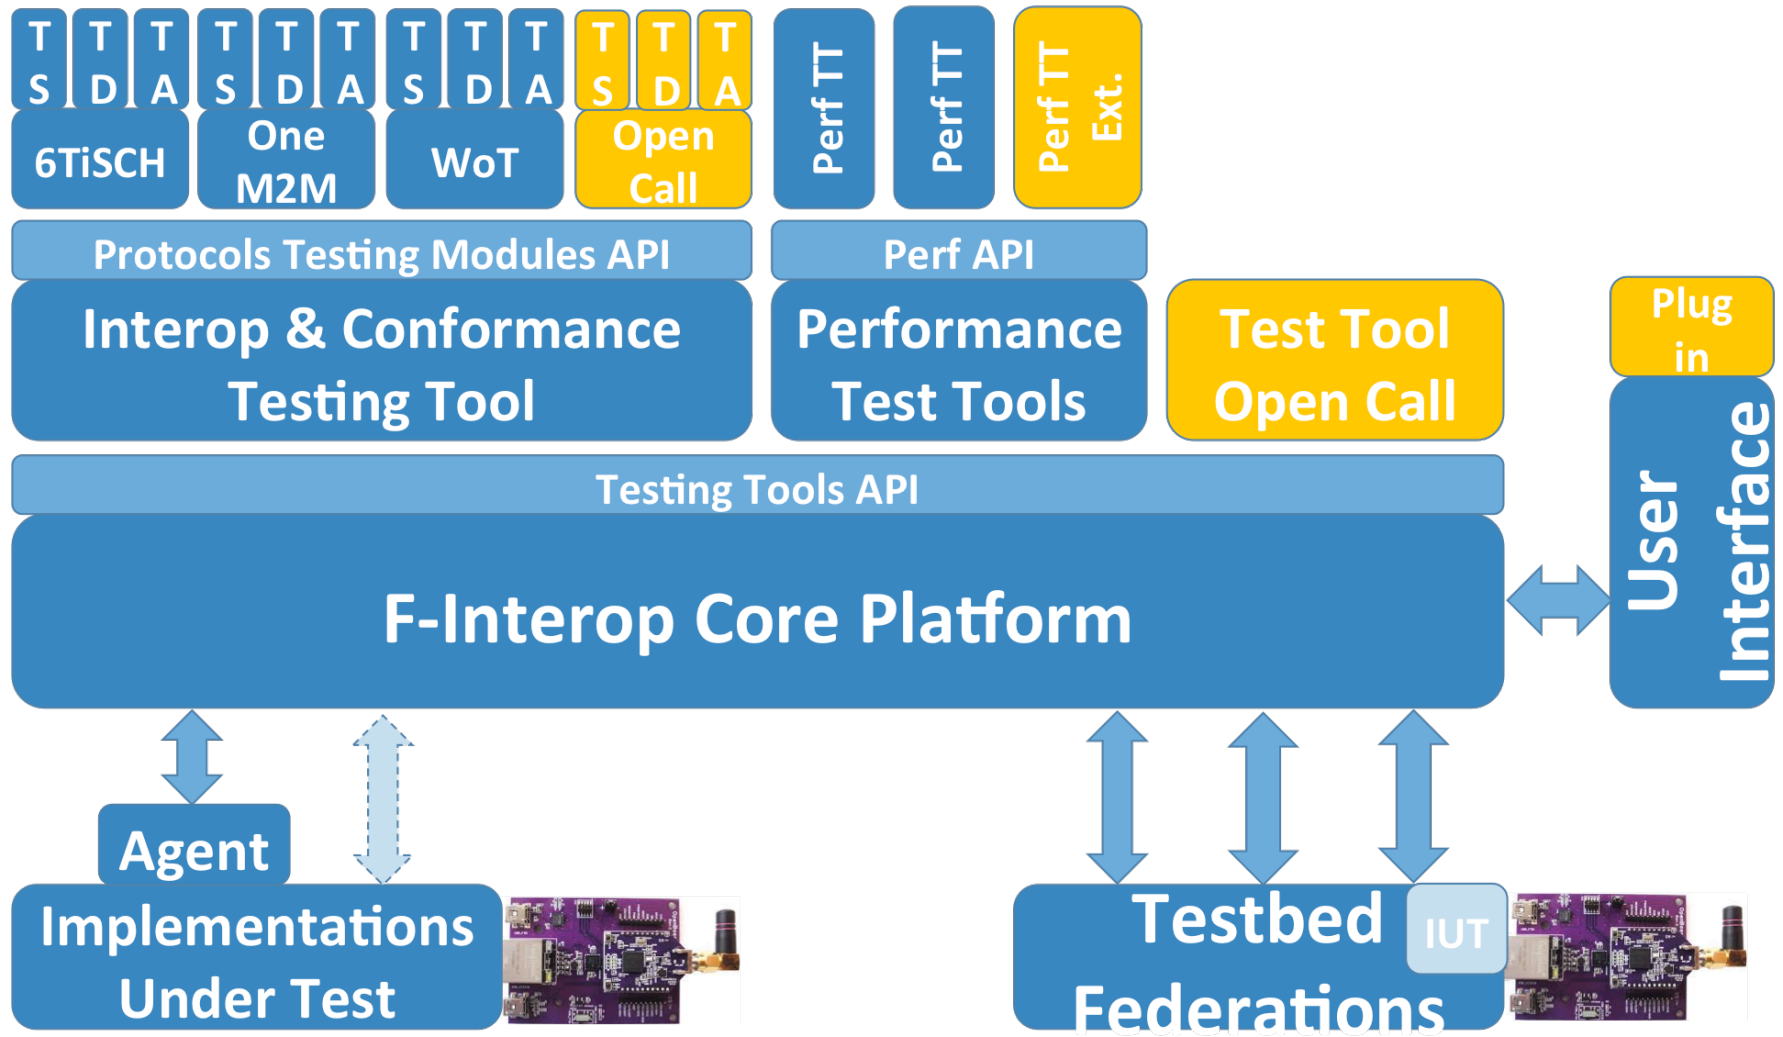 T T T T T T T T T T T T
S D A S D A S D A S D A
Perf TT
Perf TT
Perf TT
Ext.
6TiSCH
One
M2M
WoT
Open
Call
Protocols Testing Modules API
Perf API
Interop & Conformance
Testing Tool
Performance
Test Tools
Test Tool
Open Call
Plug
in
User
Interface
Testing Tools API
F-Interop Core Platform
Agent
Implementations
Under Test
Testbed
Federations
IUT